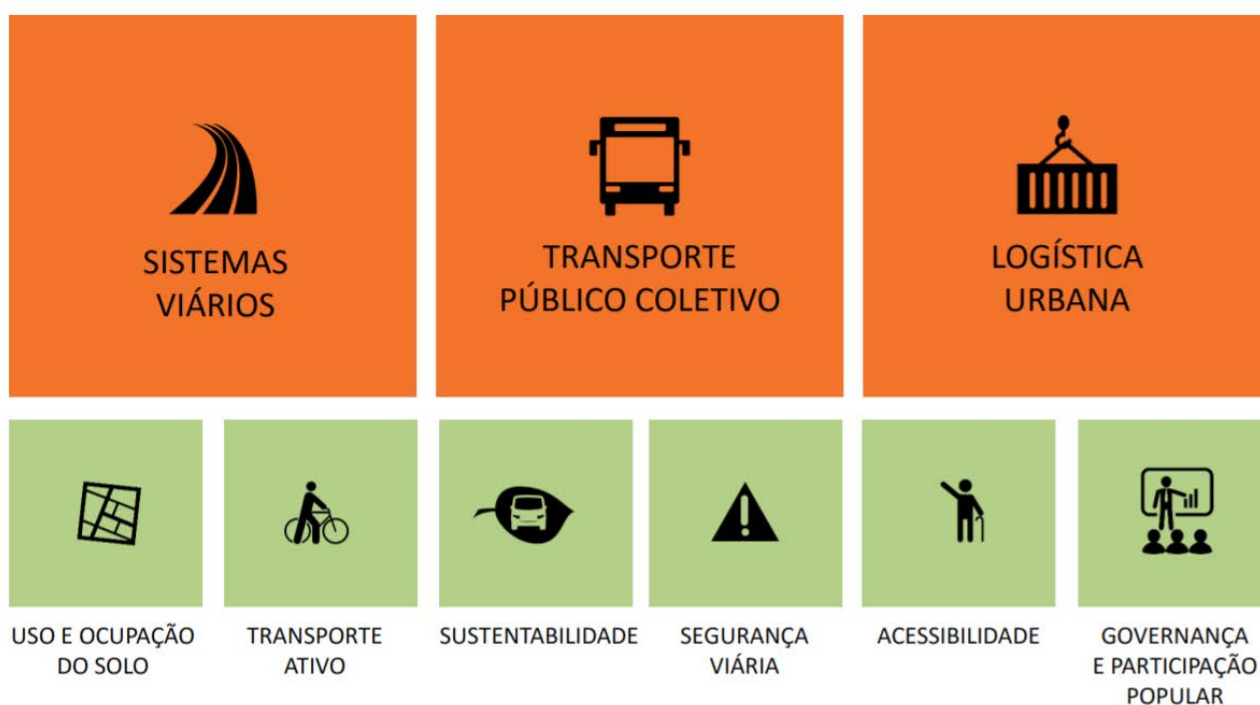 SISTEMAS
VIÁRIOS
TRANSPORTE
PÚBLICO COLETIVO
LOGÍSTICA
URBANA
USO E OCUPAÇÃO
DO SOLO
TRANSPORTE
ATIVO
SUSTENTABILIDADE
SEGURANÇA
VIÁRIA
ACESSIBILIDADE
GOVERNANÇA
E PARTICIPAÇÃO
POPULAR